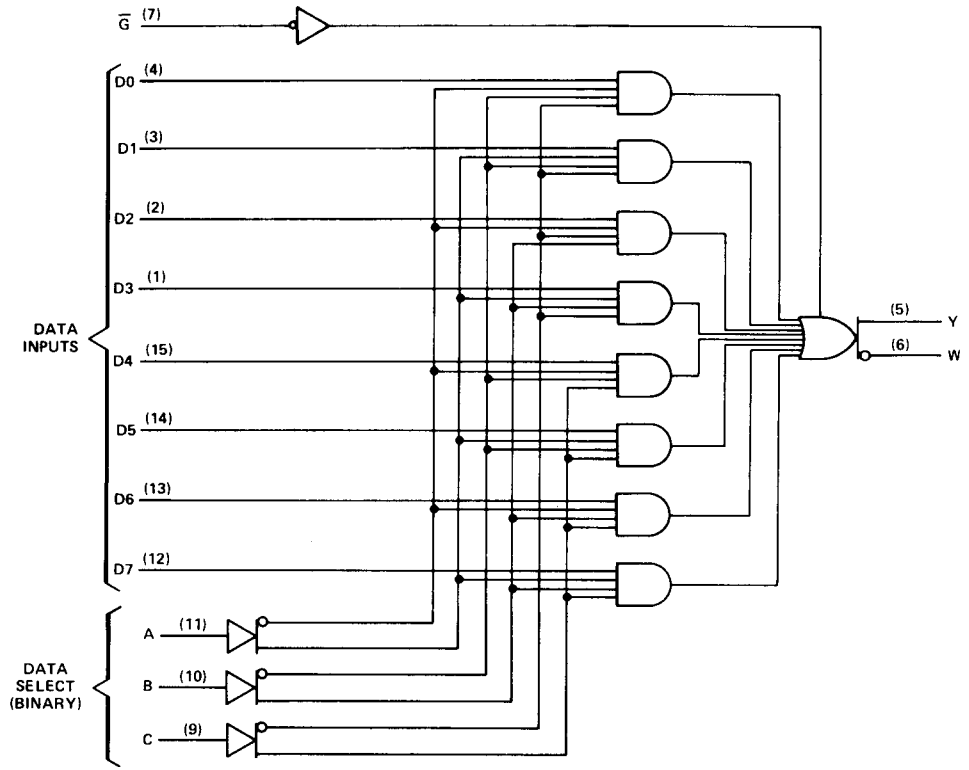 G̅ (7)
D0 (4)
D1 (3)
D2 (2)
D3 (1)
DATA
INPUTS
D4 (15)
D5 (14)
D6 (13)
D7 (12)
(5) Y
(6) W
A (11)
DATA
SELECT
(BINARY)
B (10)
C (9)